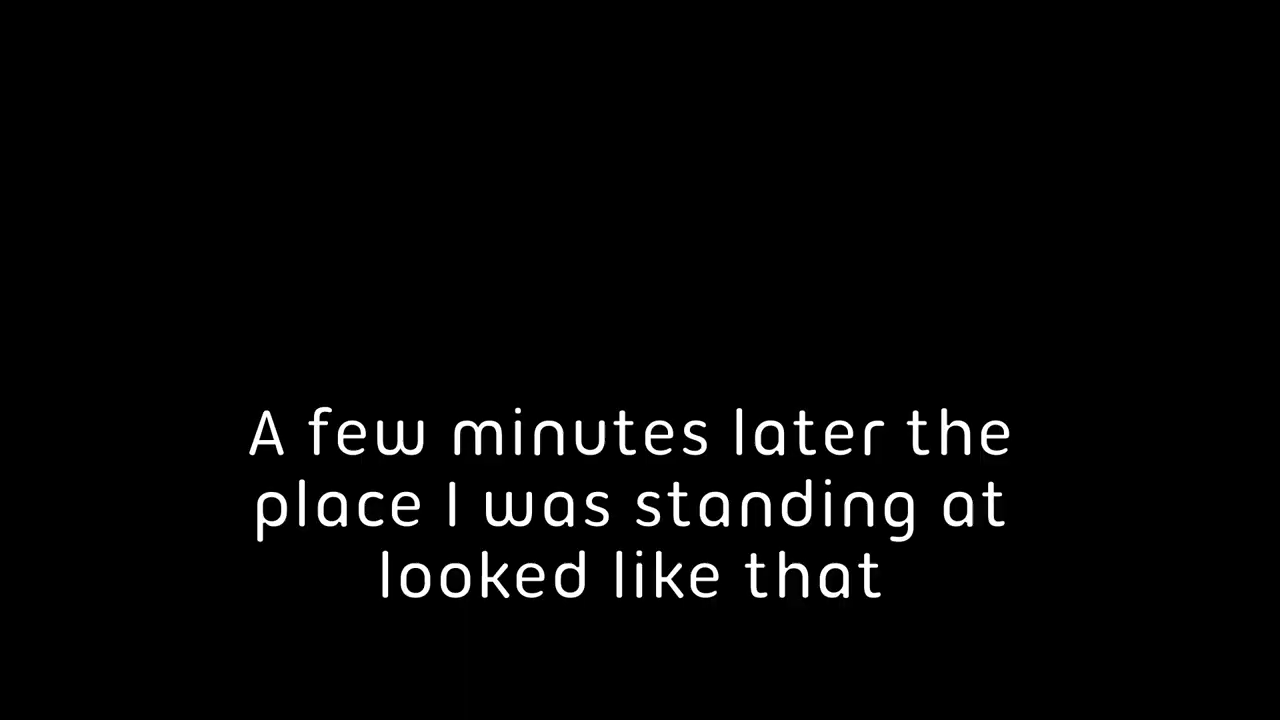 A few minutes later the
place I was standing at
looked like that